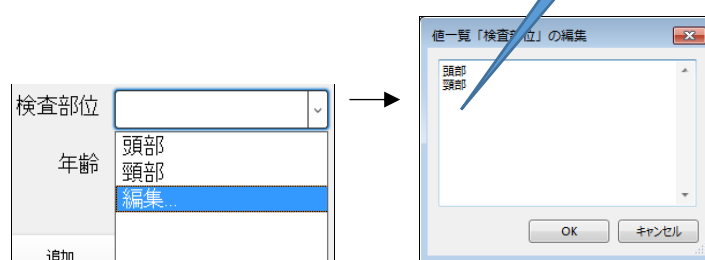 検査部位
頭部
頸部
編集...
年齢
追加
値一覧「検査部位」の編集
頭部
頸部
OK
キャンセル